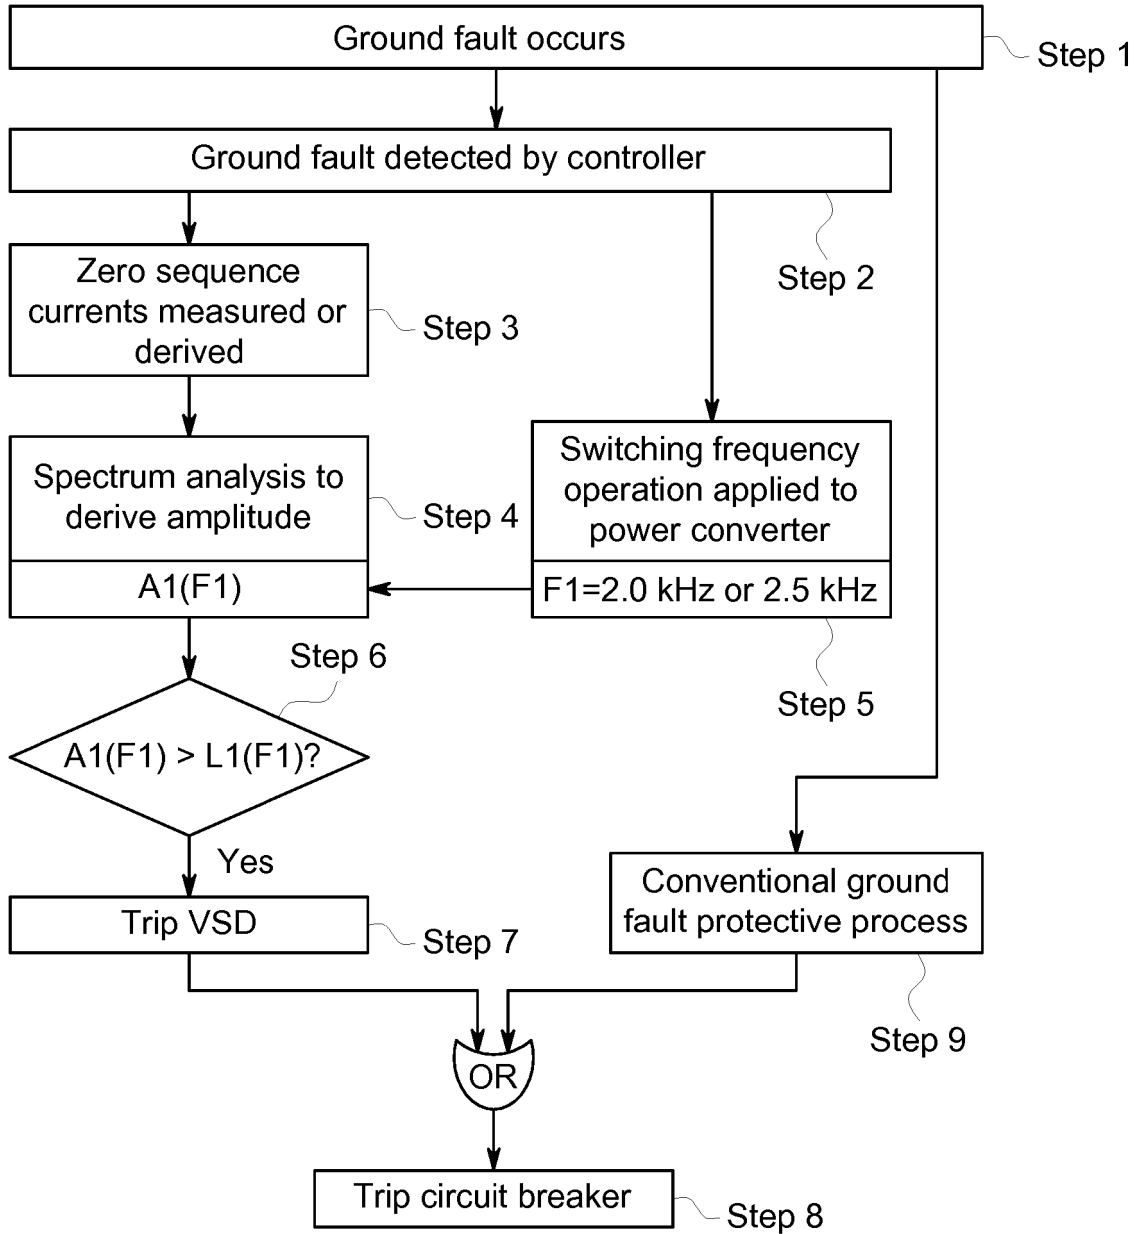 Ground fault occurs
Step 1
Ground fault detected by controller
Step 2
Zero sequence
currents measured or
derived
Step 3
Spectrum analysis to
derive amplitude
Step 4
A1(F1)
Switching frequency
operation applied to
power converter
F1=2.0 kHz or 2.5 kHz
Step 5
Step 6
A1(F1) > L1(F1)?
Yes
Trip VSD
Step 7
Conventional ground
fault protective process
Step 9
OR
Trip circuit breaker
Step 8